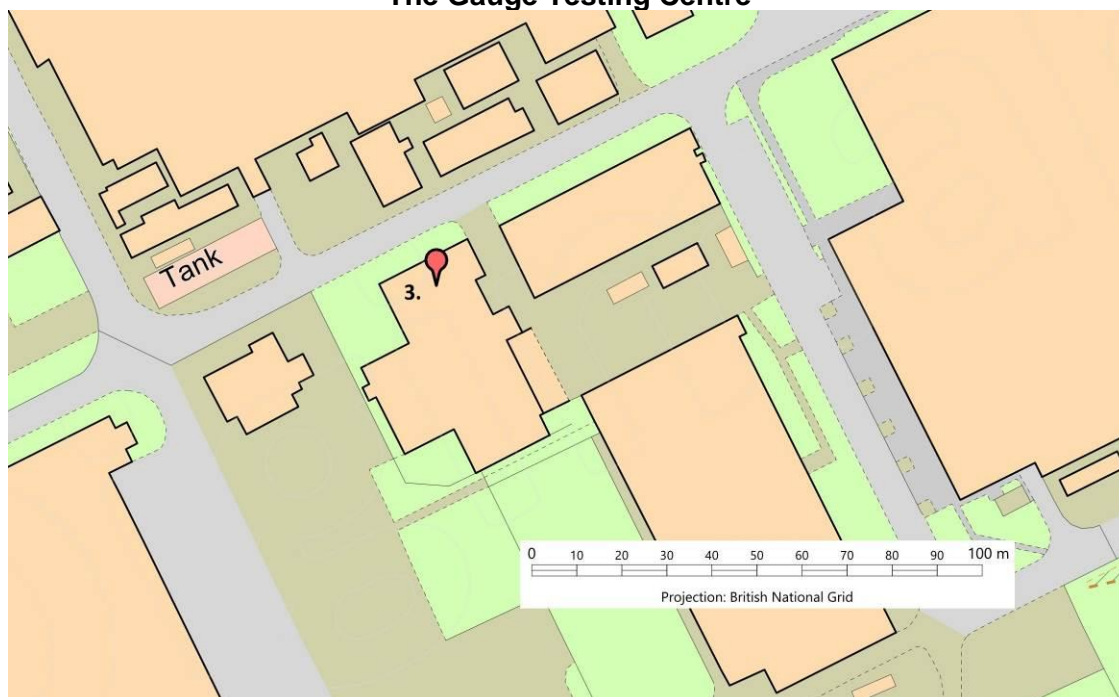 The Gauge Testing Centre
Tank
3.
0 10 20 30 40 50 60 70 80 90 100 m
Projection: British National Grid